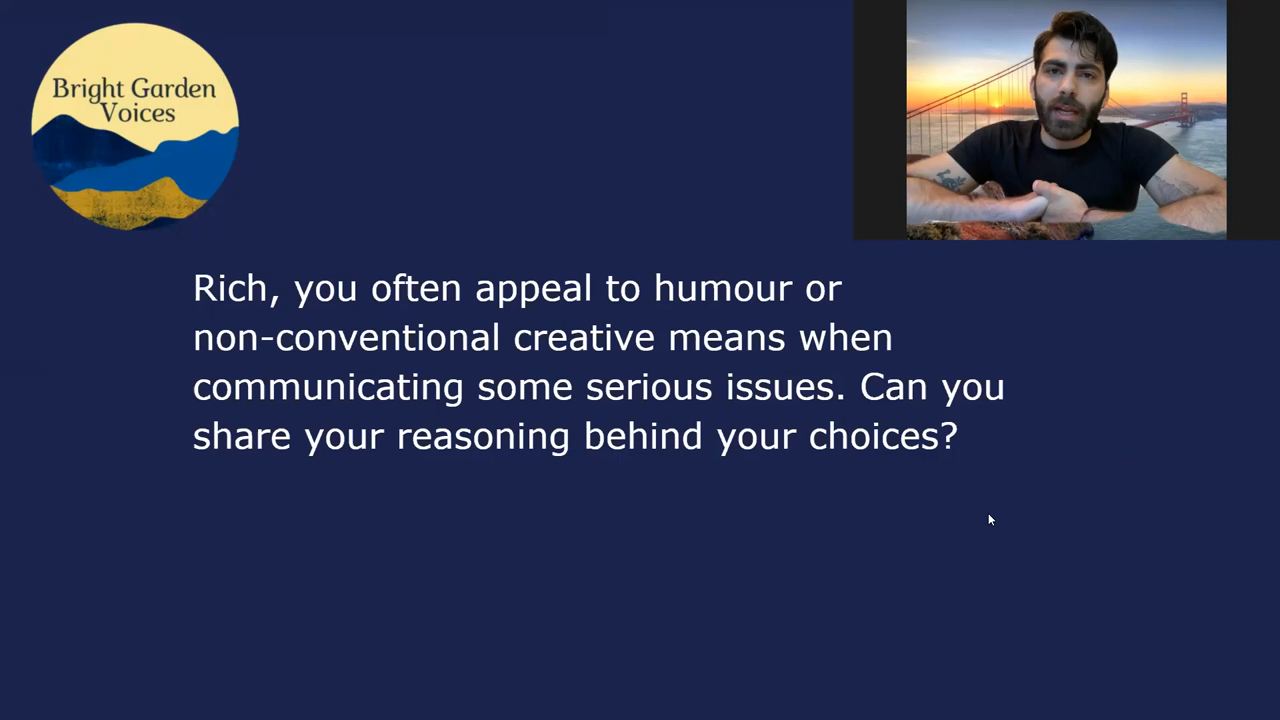 Bright Garden
Voices
Rich, you often appeal to humour or
non-conventional creative means when
communicating some serious issues. Can you
share your reasoning behind your choices?